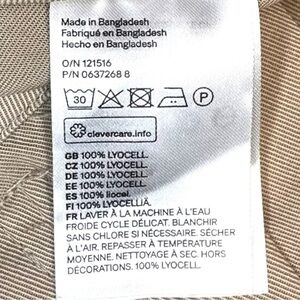 Made in Bangladesh
Fabriqué en Bangladesh
Hecho en Bangladesh
O/N 121516
P/N 0637268 8
30
P
clevercare.info
GB 100% LYOCELL.
CZ 100% LYOCELL.
DE 100% LYOCELL.
EE 100% LYOCELL.
ES 100% liocel.
FI 100% LYOCELLIÄ.
FR LAVER À LA MACHINE À L'EAU
FROIDE CYCLE DÉLICAT. BLANCHIR
SANS CHLORE SI NÉCESSAIRE. SÉCHER
À L'AIR. REPASSER À TEMPÉRATURE
MOYENNE. NETTOYAGE À SEC. HORS
DÉCORATIONS. 100% LYOCELL.